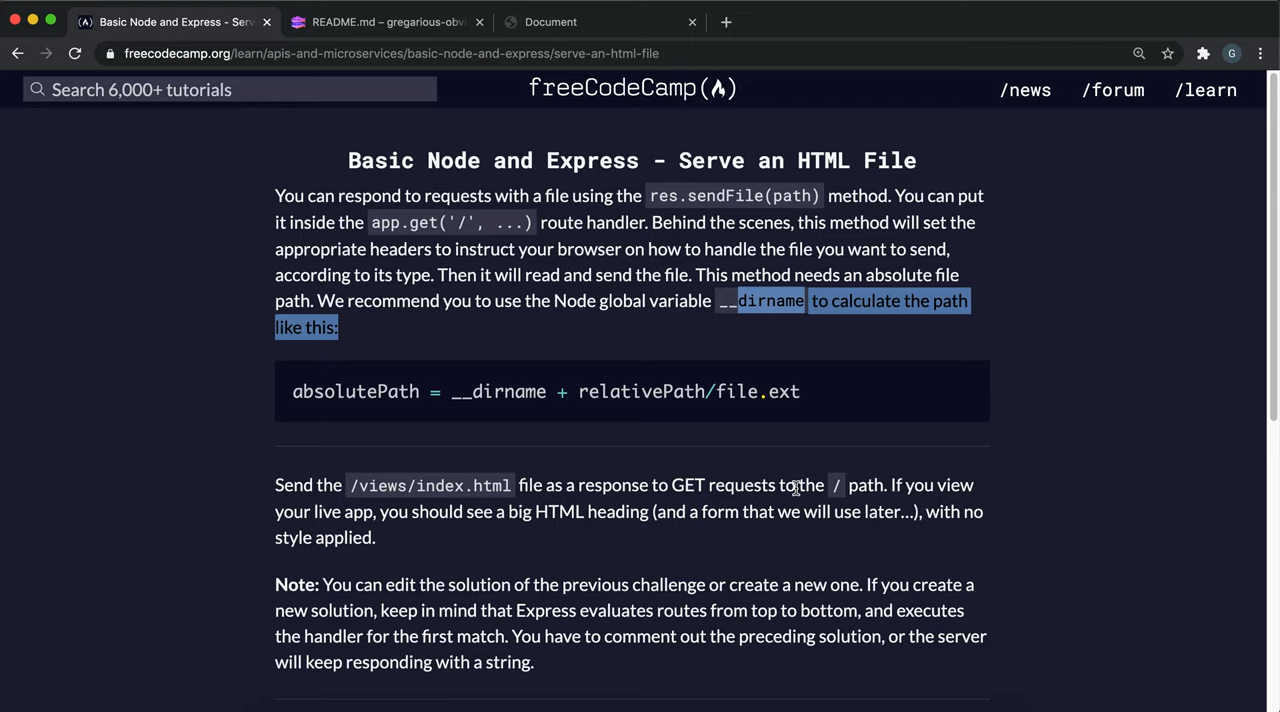 Basic Node and Express - Serv
README.md – gregarious-obvi
Document
freecodecamp.org/learn/apis-and-microservices/basic-node-and-express/serve-an-html-file
G
Search 6,000+ tutorials
freeCodeCamp
/news
/forum
/learn
Basic Node and Express - Serve an HTML File
You can respond to requests with a file using the res.sendFile(path) method. You can put
it inside the app.get('/', ...) route handler. Behind the scenes, this method will set the
appropriate headers to instruct your browser on how to handle the file you want to send,
according to its type. Then it will read and send the file. This method needs an absolute file
path. We recommend you to use the Node global variable __dirname to calculate the path
like this:
absolutePath = __dirname + relativePath/file.ext
Send the /views/index.html file as a response to GET requests to the / path. If you view
your live app, you should see a big HTML heading (and a form that we will use later…), with no
style applied.
Note: You can edit the solution of the previous challenge or create a new one. If you create a
new solution, keep in mind that Express evaluates routes from top to bottom, and executes
the handler for the first match. You have to comment out the preceding solution, or the server
will keep responding with a string.